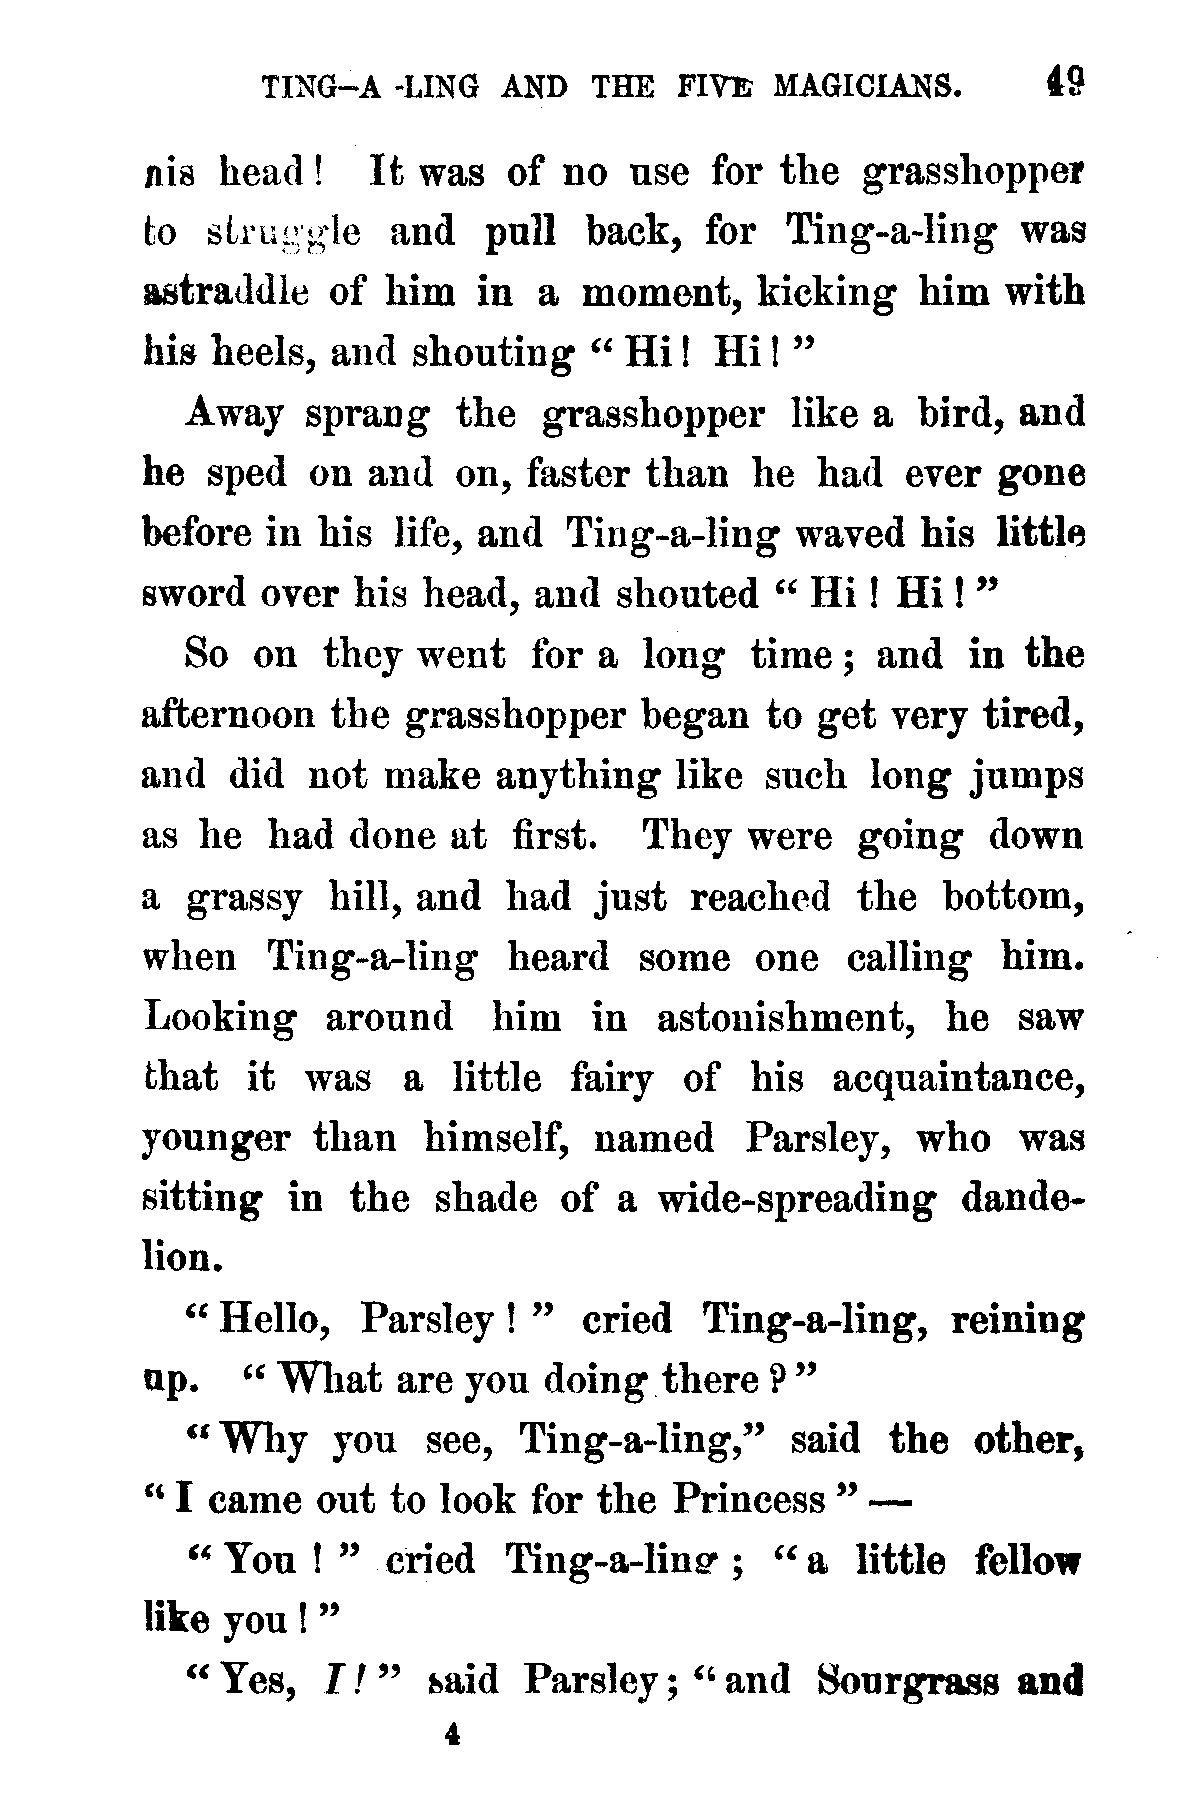 TING-A-LING AND THE FIVE MAGICIANS. 49
his head! It was of no use for the grasshopper
to struggle and pull back, for Ting-a-ling was
astraddle of him in a moment, kicking him with
his heels, and shouting “Hi! Hi!”
Away sprang the grasshopper like a bird, and
he sped on and on, faster than he had ever gone
before in his life, and Ting-a-ling waved his little
sword over his head, and shouted “Hi! Hi!”
So on they went for a long time; and in the
afternoon the grasshopper began to get very tired,
and did not make anything like such long jumps
as he had done at first. They were going down
a grassy hill, and had just reached the bottom,
when Ting-a-ling heard some one calling him.
Looking around him in astonishment, he saw
that it was a little fairy of his acquaintance,
younger than himself, named Parsley, who was
sitting in the shade of a wide-spreading dande-
lion.
“Hello, Parsley!” cried Ting-a-ling, reining
up. “What are you doing there?”
“Why you see, Ting-a-ling,” said the other,
“I came out to look for the Princess” —
“You!” cried Ting-a-ling; “a little fellow
like you!”
“Yes, I!” said Parsley; “and Sourgrass and
4